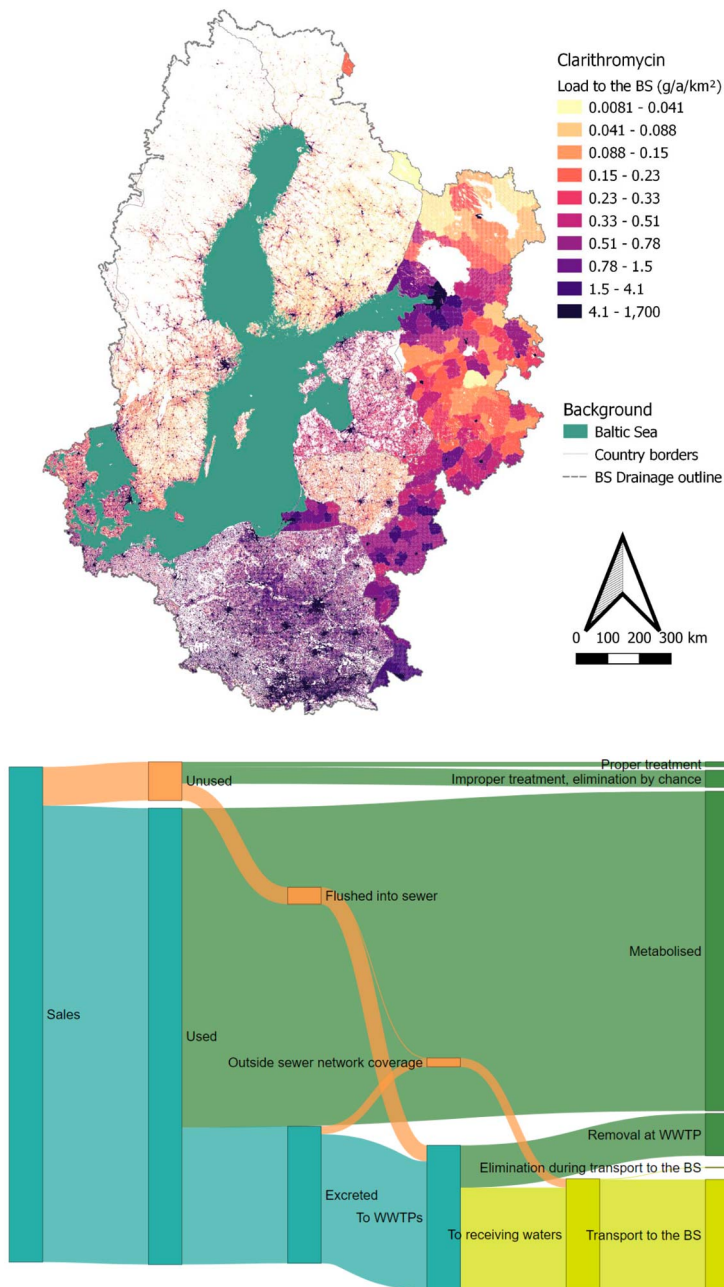 Clarithromycin
Load to the BS (g/a/km²)
0.0081 - 0.041
0.041 - 0.088
0.088 - 0.15
0.15 - 0.23
0.23 - 0.33
0.33 - 0.51
0.51 - 0.78
0.78 - 1.5
1.5 - 4.1
4.1 - 1,700
Background
Baltic Sea
Country borders
BS Drainage outline
0 100 200 300 km
Proper treatment
Unused
Improper treatment, elimination by chance
Flushed into sewer
Metabolised
Sales
Used
Outside sewer network coverage
Removal at WWTP
Elimination during transport to the BS
Excreted
To WWTPs
To receiving waters
Transport to the BS